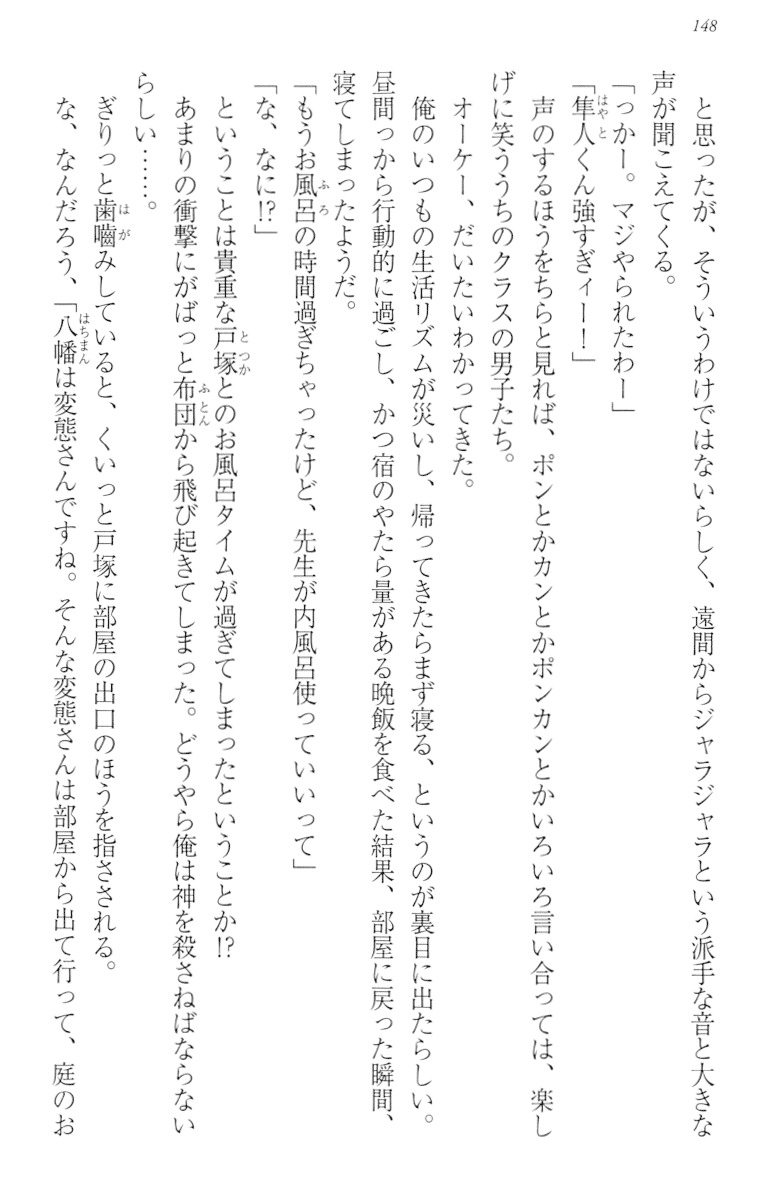 148
と思ったが、そういうわけではないらしく、遠間からジャラジャラという派手な音と大きな
声が聞こえてくる。
「っかー。マジやられたわー」
「隼人くん強すぎィー！」
声のするほうをちらと見れば、ポンとかカンとかポンカンとかいろいろ言い合っては、楽し
げに笑ううちのクラスの男子たち。
オーケー、だいたいわかってきた。
俺のいつもの生活リズムが災いし、帰ってきたらまず寝る、というのが裏目に出たらしい。
昼間っから行動的に過ごし、かつ宿のやたら量がある晩飯を食べた結果、部屋に戻った瞬間、
寝てしまったようだ。
「もうお風呂の時間過ぎちゃったけど、先生が内風呂使っていいって」
「な、なに!?」
ということは貴重な戸塚とのお風呂タイムが過ぎてしまったということか!?
あまりの衝撃にがばっと布団から飛び起きてしまった。どうやら俺は神を殺さねばならない
らしい……。
ぎりっと歯嚙みしていると、くいっと戸塚に部屋の出口のほうを指さされる。
な、なんだろう、「八幡は変態さんですね。そんな変態さんは部屋から出て行って、庭のお